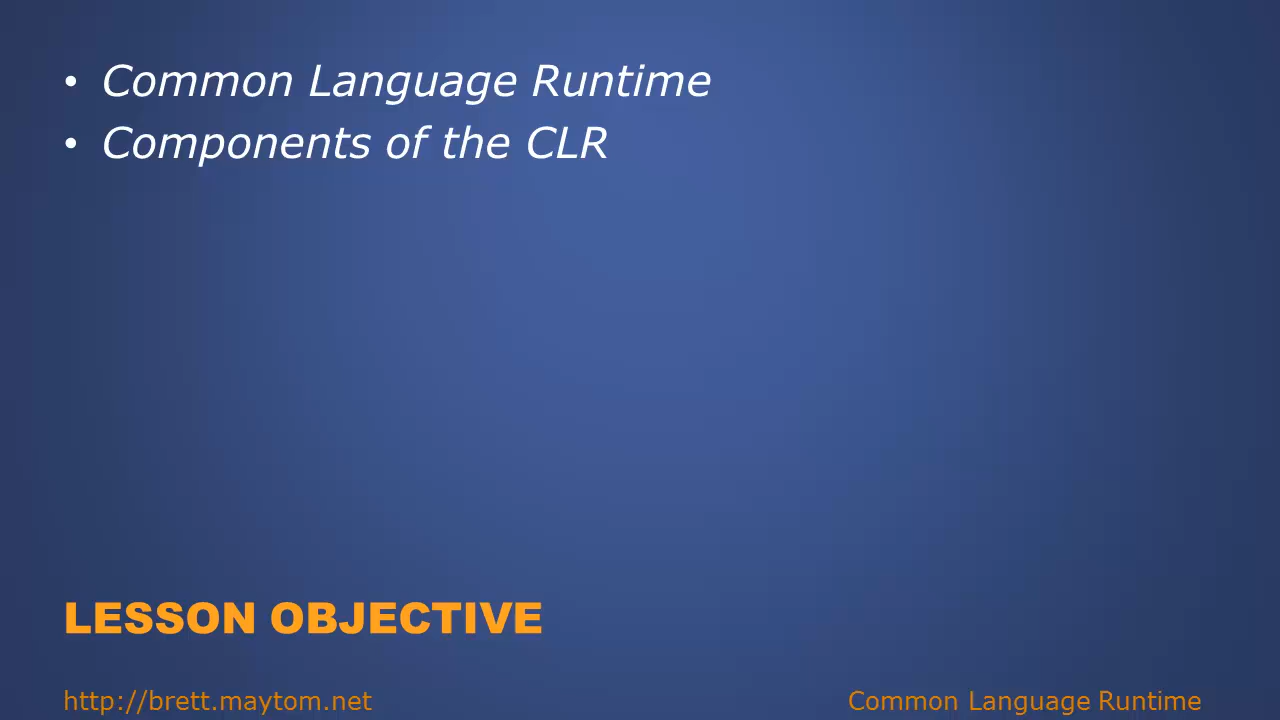 • Common Language Runtime
• Components of the CLR
LESSON OBJECTIVE
http://brett.maytom.net
Common Language Runtime